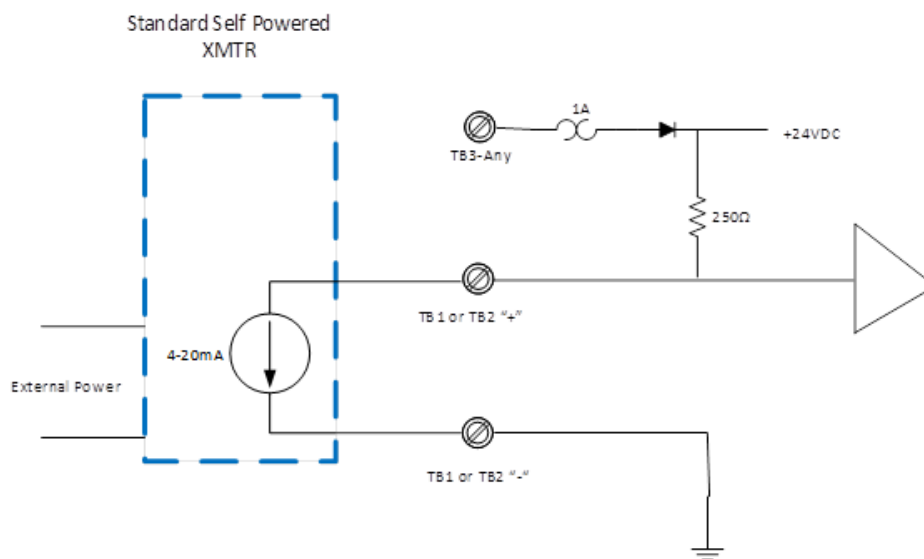 Standard Self Powered
XMTR
1A
+24VDC
TB3-Any
250Ω
TB1 or TB2 “+”
4-20mA
External Power
TB1 or TB2 “-”